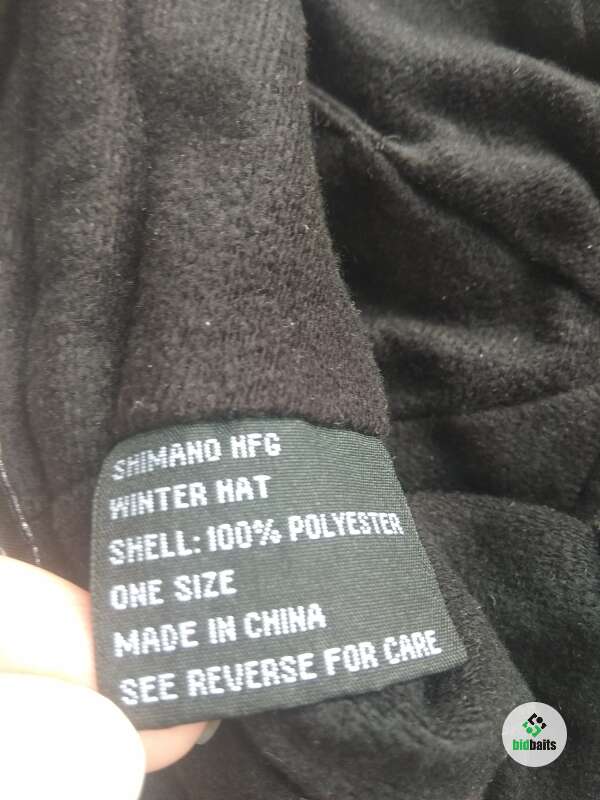 SHIMANO HFG
WINTER HAT
SHELL: 100% POLYESTER
ONE SIZE
MADE IN CHINA
SEE REVERSE FOR CARE
bidbaits